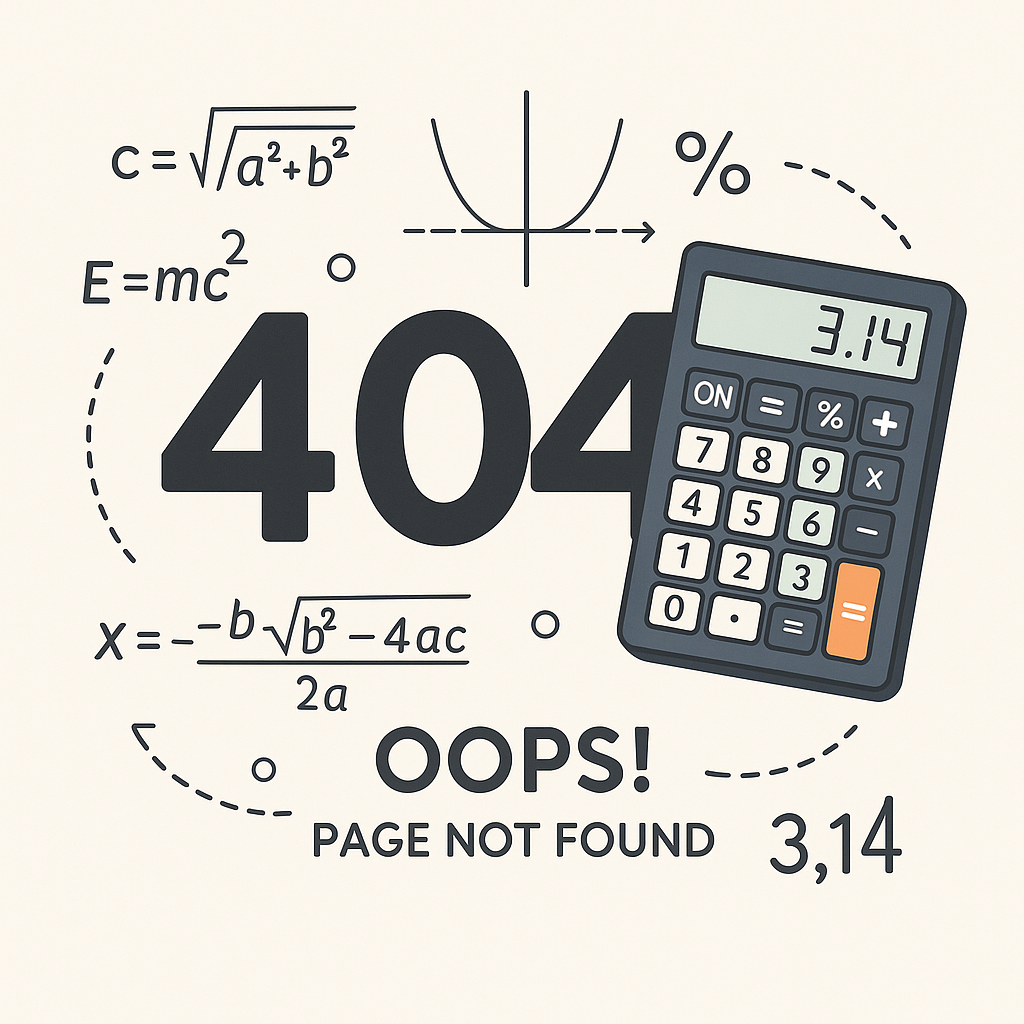 c = √√a²+b²
%
E = mc²
3.14
404
ON = % +
7 8 9 x
4 5 6 −
1 2 3 =
0 . =
x = - -b √b² − 4ac
2a
OOPS!
PAGE NOT FOUND
3,14